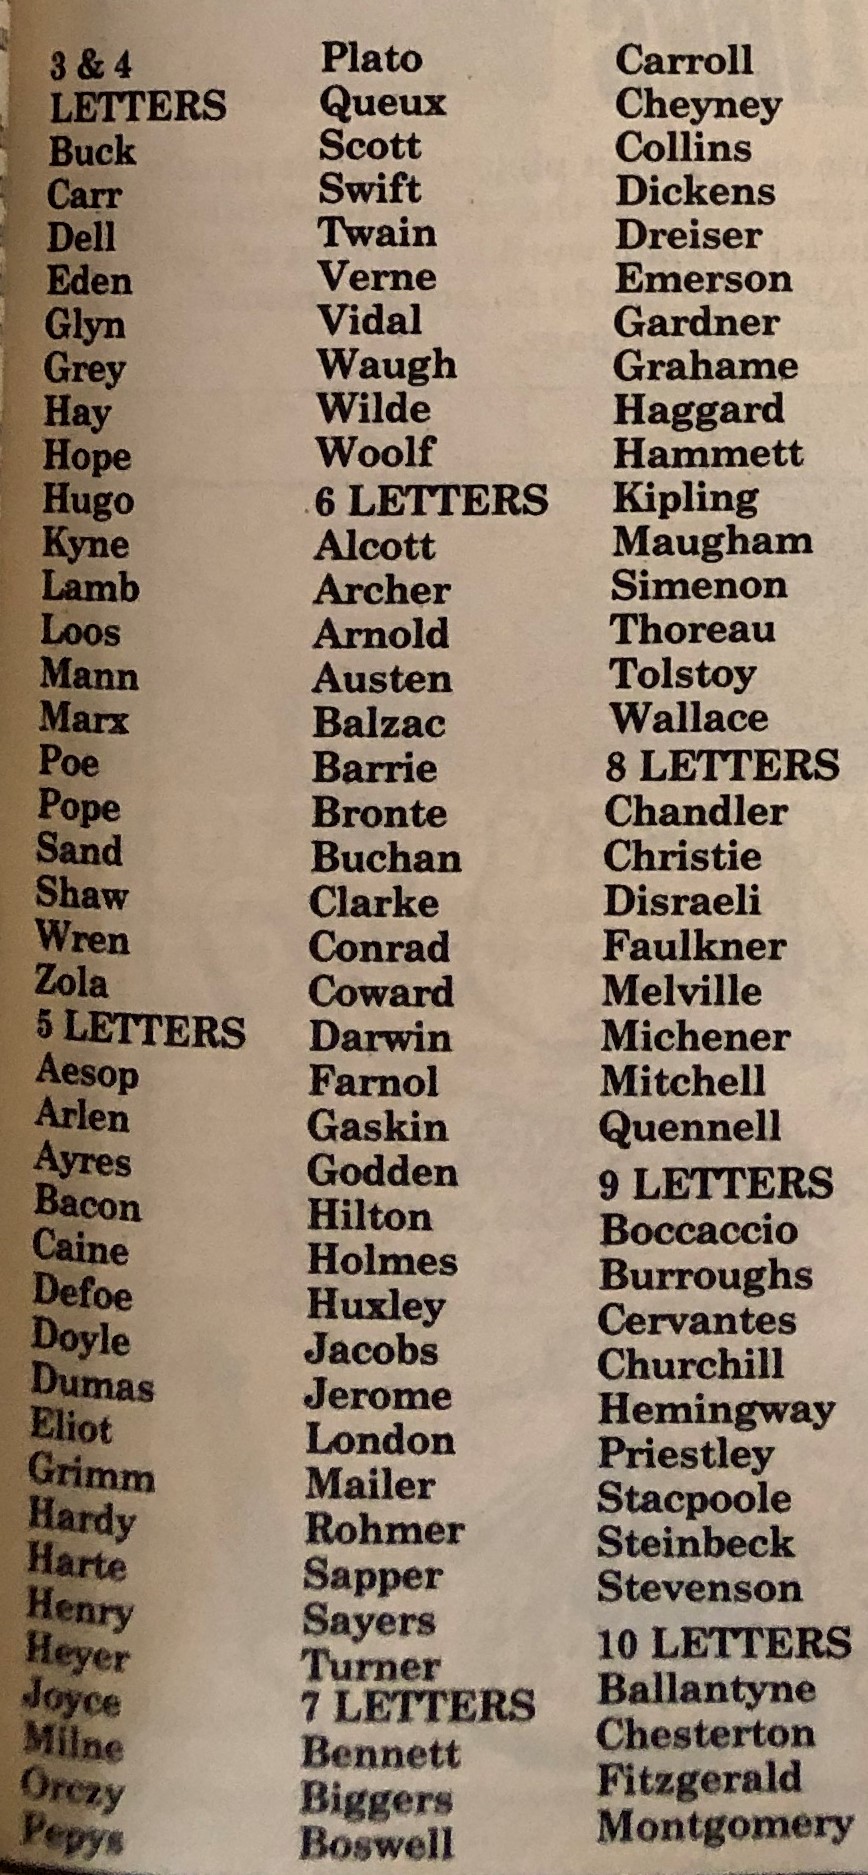 3 & 4
LETTERS
Buck
Carr
Dell
Eden
Glyn
Grey
Hay
Hope
Hugo
Kyne
Lamb
Loos
Mann
Marx
Poe
Pope
Sand
Shaw
Wren
Zola
5 LETTERS
Aesop
Arlen
Ayres
Bacon
Caine
Defoe
Doyle
Dumas
Eliot
Grimm
Hardy
Harte
Henry
Heyer
Joyce
Milne
Orczy
Pepys
Plato
Queux
Scott
Swift
Twain
Verne
Vidal
Waugh
Wilde
Woolf
6 LETTERS
Alcott
Archer
Arnold
Austen
Balzac
Barrie
Bronte
Buchan
Clarke
Conrad
Coward
Darwin
Farnol
Gaskin
Godden
Hilton
Holmes
Huxley
Jacobs
Jerome
London
Mailer
Rohmer
Sapper
Sayers
Turner
7 LETTERS
Bennett
Biggers
Boswell
Carroll
Cheyney
Collins
Dickens
Dreiser
Emerson
Gardner
Grahame
Haggard
Hammett
Kipling
Maugham
Simenon
Thoreau
Tolstoy
Wallace
8 LETTERS
Chandler
Christie
Disraeli
Faulkner
Melville
Michener
Mitchell
Quennell
9 LETTERS
Boccaccio
Burroughs
Cervantes
Churchill
Hemingway
Priestley
Stacpoole
Steinbeck
Stevenson
10 LETTERS
Ballantyne
Chesterton
Fitzgerald
Montgomery